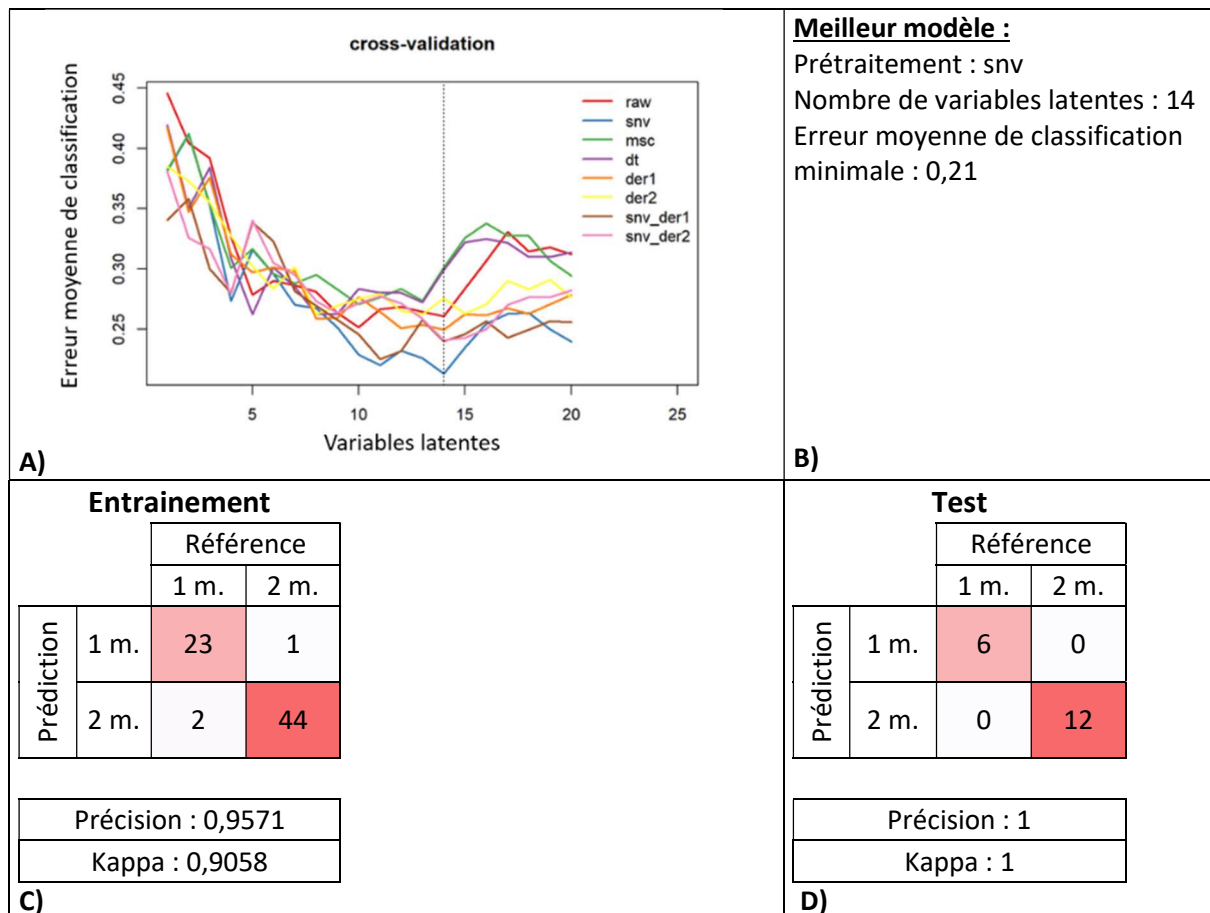 cross-validation
Erreur moyenne de classification
0.45
0.40
0.35
0.30
0.25
raw
snv
msc
dt
der1
der2
snv_der1
snv_der2
5
10
15
20
25
Variables latentes
A)
Meilleur modèle :
Prétraitement : snv
Nombre de variables latentes : 14
Erreur moyenne de classification
minimale : 0,21
B)
Entrainement
Référence
1 m. 2 m.
Prédiction
1 m. 23 1
2 m. 2 44
Précision : 0,9571
Kappa : 0,9058
C)
Test
Référence
1 m. 2 m.
Prédiction
1 m. 6 0
2 m. 0 12
Précision : 1
Kappa : 1
D)